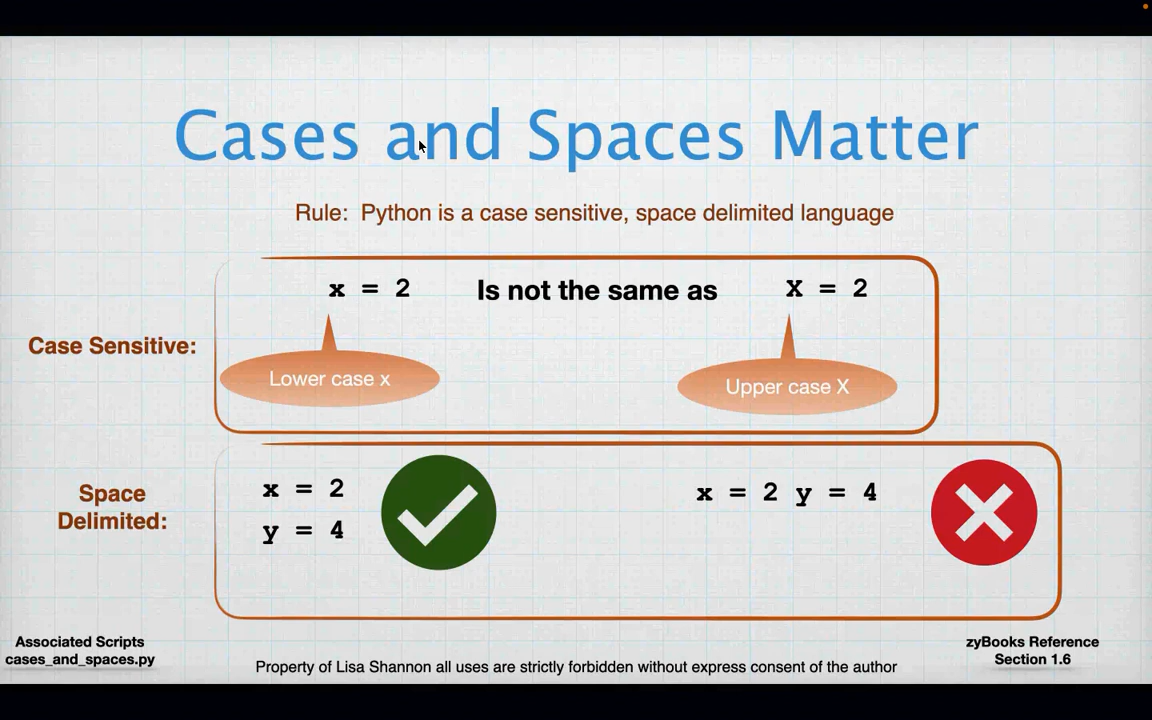 Cases and Spaces Matter
Rule: Python is a case sensitive, space delimited language
x = 2 Is not the same as X = 2
Case Sensitive:
Lower case x
Upper case X
Space
Delimited:
x = 2
y = 4
x = 2 y = 4
Associated Scripts
cases_and_spaces.py
Property of Lisa Shannon all uses are strictly forbidden without express consent of the author
zyBooks Reference
Section 1.6